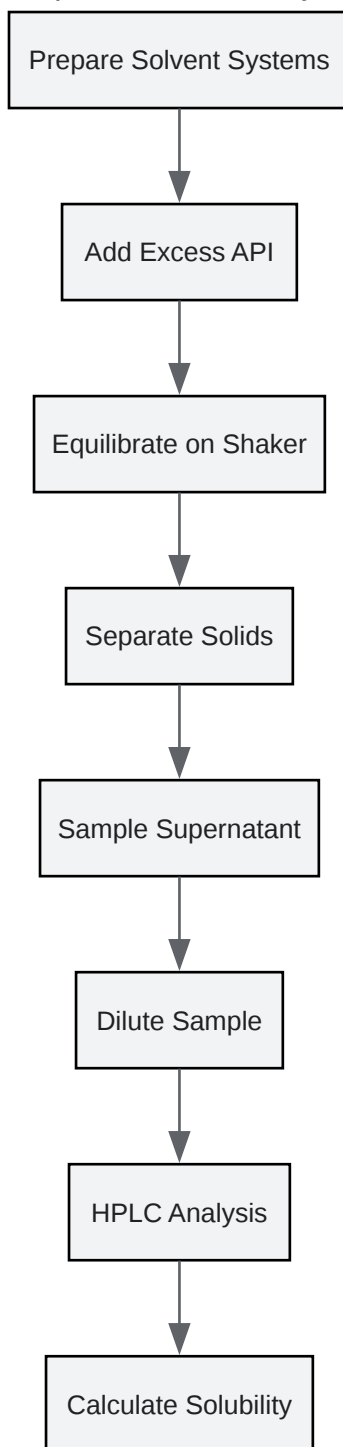 Prepare Solvent Systems
Add Excess API
Equilibrate on Shaker
Separate Solids
Sample Supernatant
Dilute Sample
HPLC Analysis
Calculate Solubility